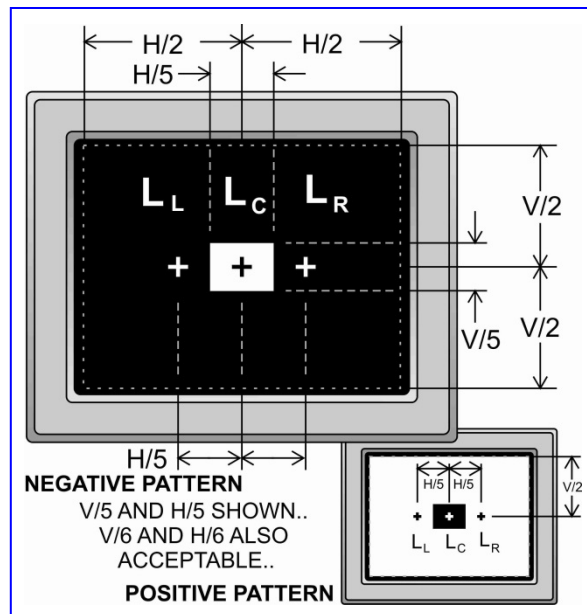 H/2 H/2
H/5
L L L C L R
V/2
V/5
V/2
H/5
NEGATIVE PATTERN
V/5 AND H/5 SHOWN..
V/6 AND H/6 ALSO
ACCEPTABLE..
H/5 H/5
V/2
L L L C L R
POSITIVE PATTERN